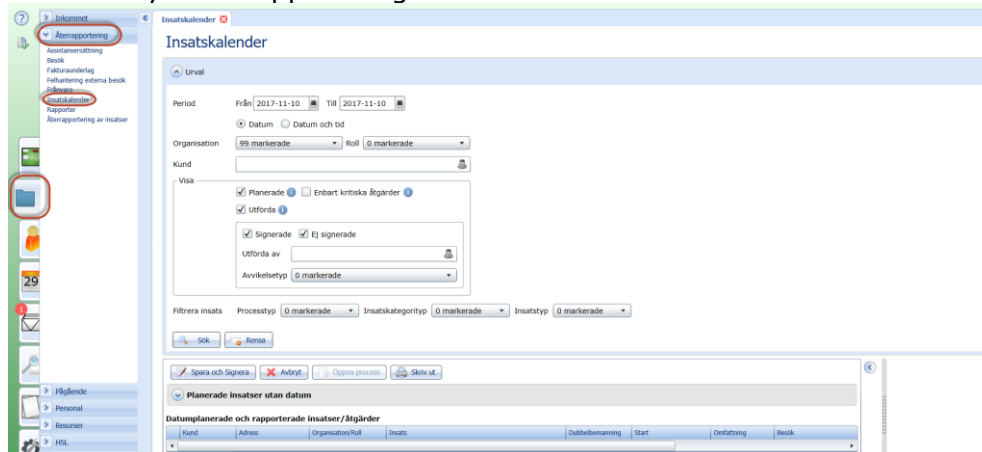 Inkommet
Återrapportering
Assistansersättning
Besök
Fakturaunderlag
Felhantering externa besök
Frånvaro
Insatskalender
Rapporter
Återrapportering av insatser
29
1
Pågående
Personal
Resurser
HSL
Insatskalender
Insatskalender
Urval
Period Från 2017-11-10 Till 2017-11-10
Datum Datum och tid
Organisation 99 markerade Roll 0 markerade
Kund
Visa
Planerade Enbart kritiska åtgärder
Utförda
Signerade Ej signerade
Utförda av
Avvikelsetyp 0 markerade
Filtrera insats Processtyp 0 markerade Insatskategorityp 0 markerade Insatstyp 0 markerade
Sök Rensa
Spara och Signera Avbryt Öppna process Skriv ut
Planerade insatser utan datum
Datumplanerade och rapporterade insatser/åtgärder
Kund Adress Organisation/Roll Insats Dubbelbemanning Start Omfattning Besök